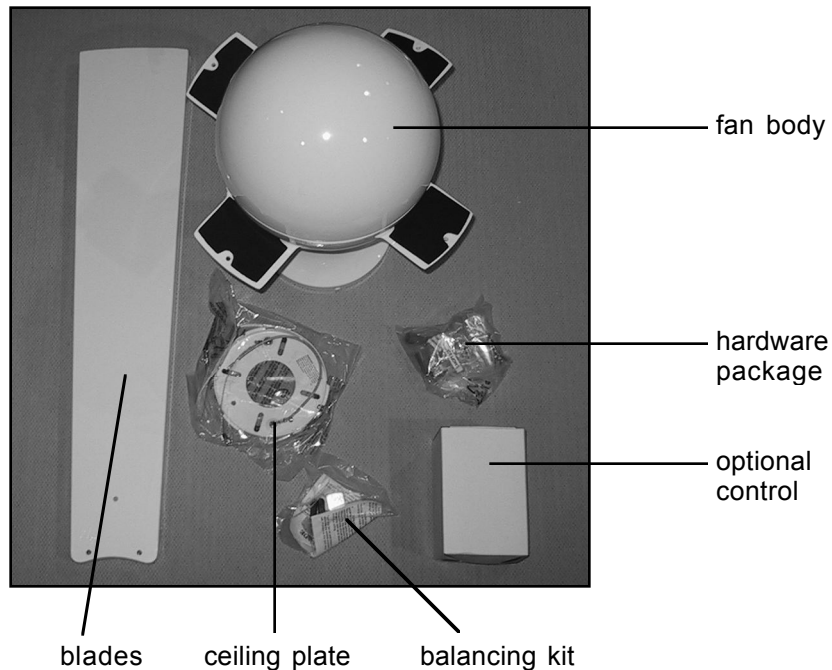 fan body
hardware
package
optional
control
blades
ceiling plate
balancing kit